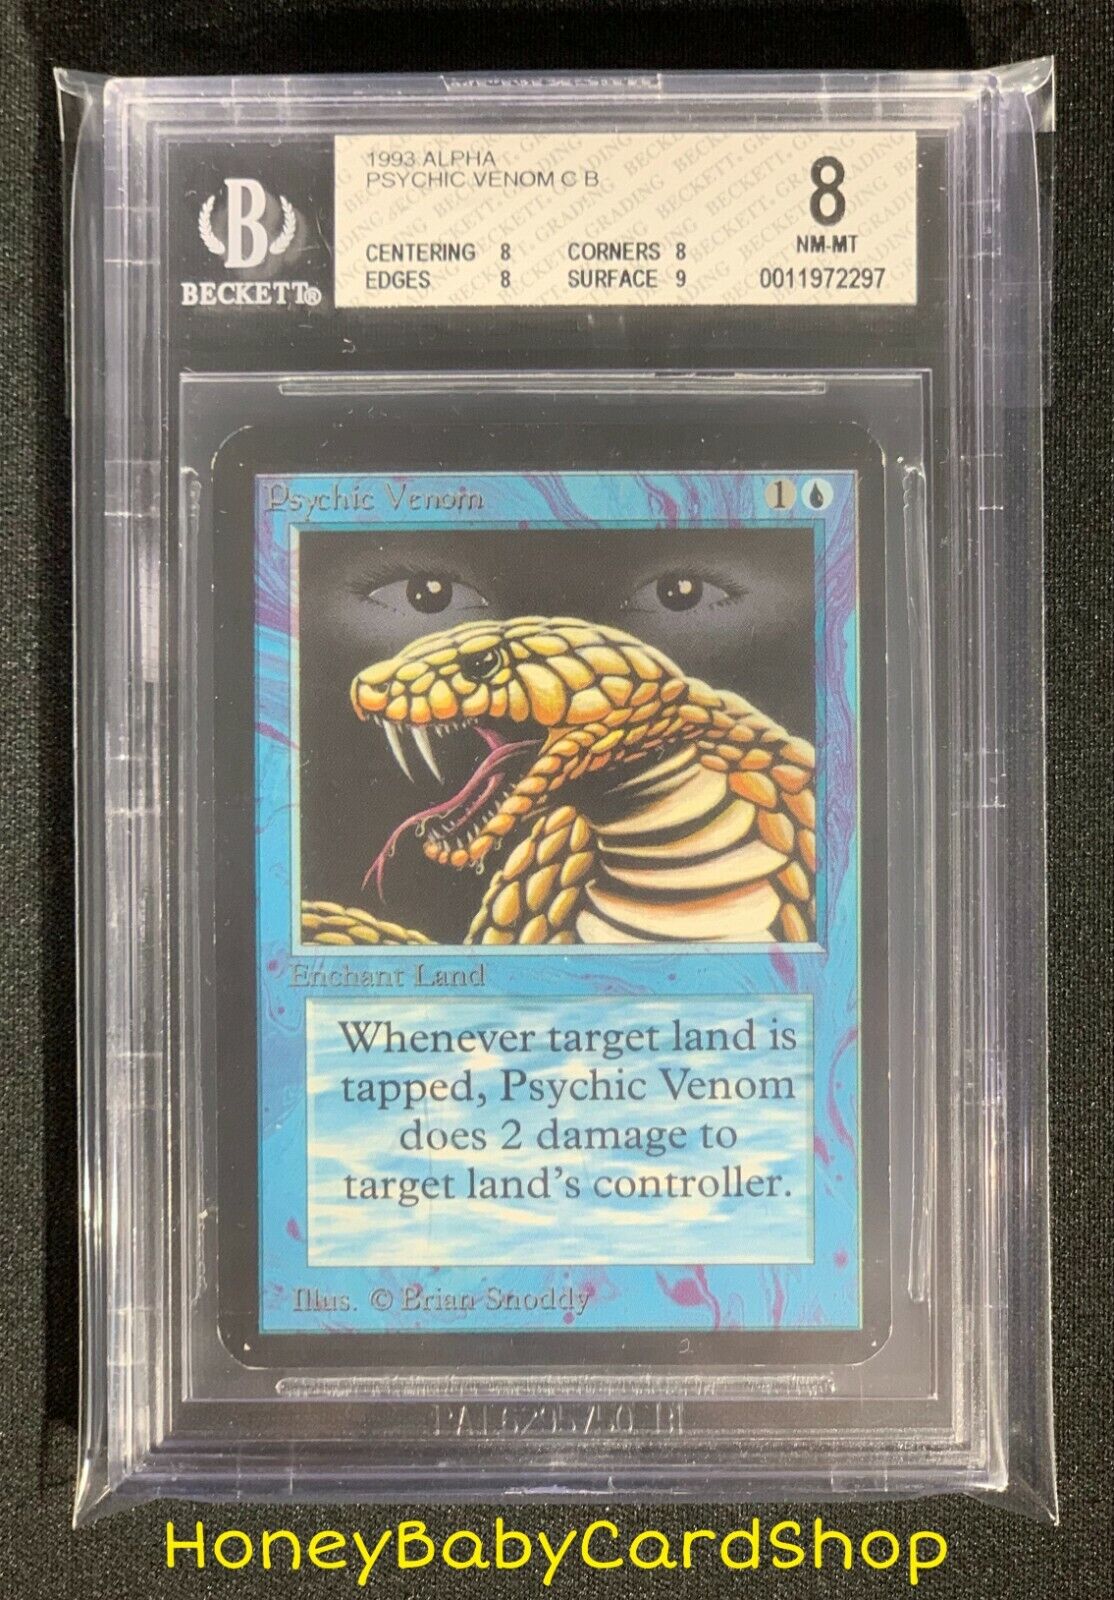 1993 ALPHA
PSYCHIC VENOM C B
CENTERING 8 CORNERS 8
EDGES 8 SURFACE 9
8
NM-MT
0011972297
B
BECKETT®
Psychic Venom 1
Enchant Land
Whenever target land is
tapped, Psychic Venom
does 2 damage to
target land's controller.
Illus. © Brian Snoddy
HoneyBabyCardShop